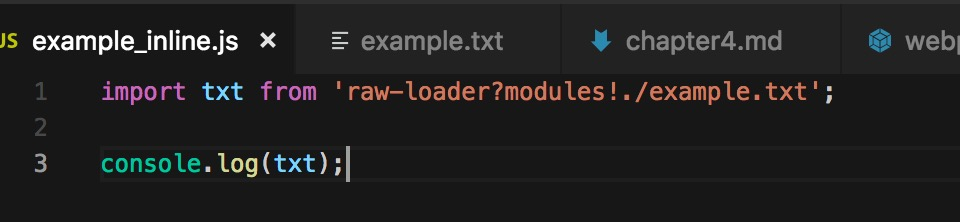 JS example_inline.js × example.txt chapter4.md webp
1 import txt from 'raw-loader?modules!./example.txt';
2
3 console.log(txt);